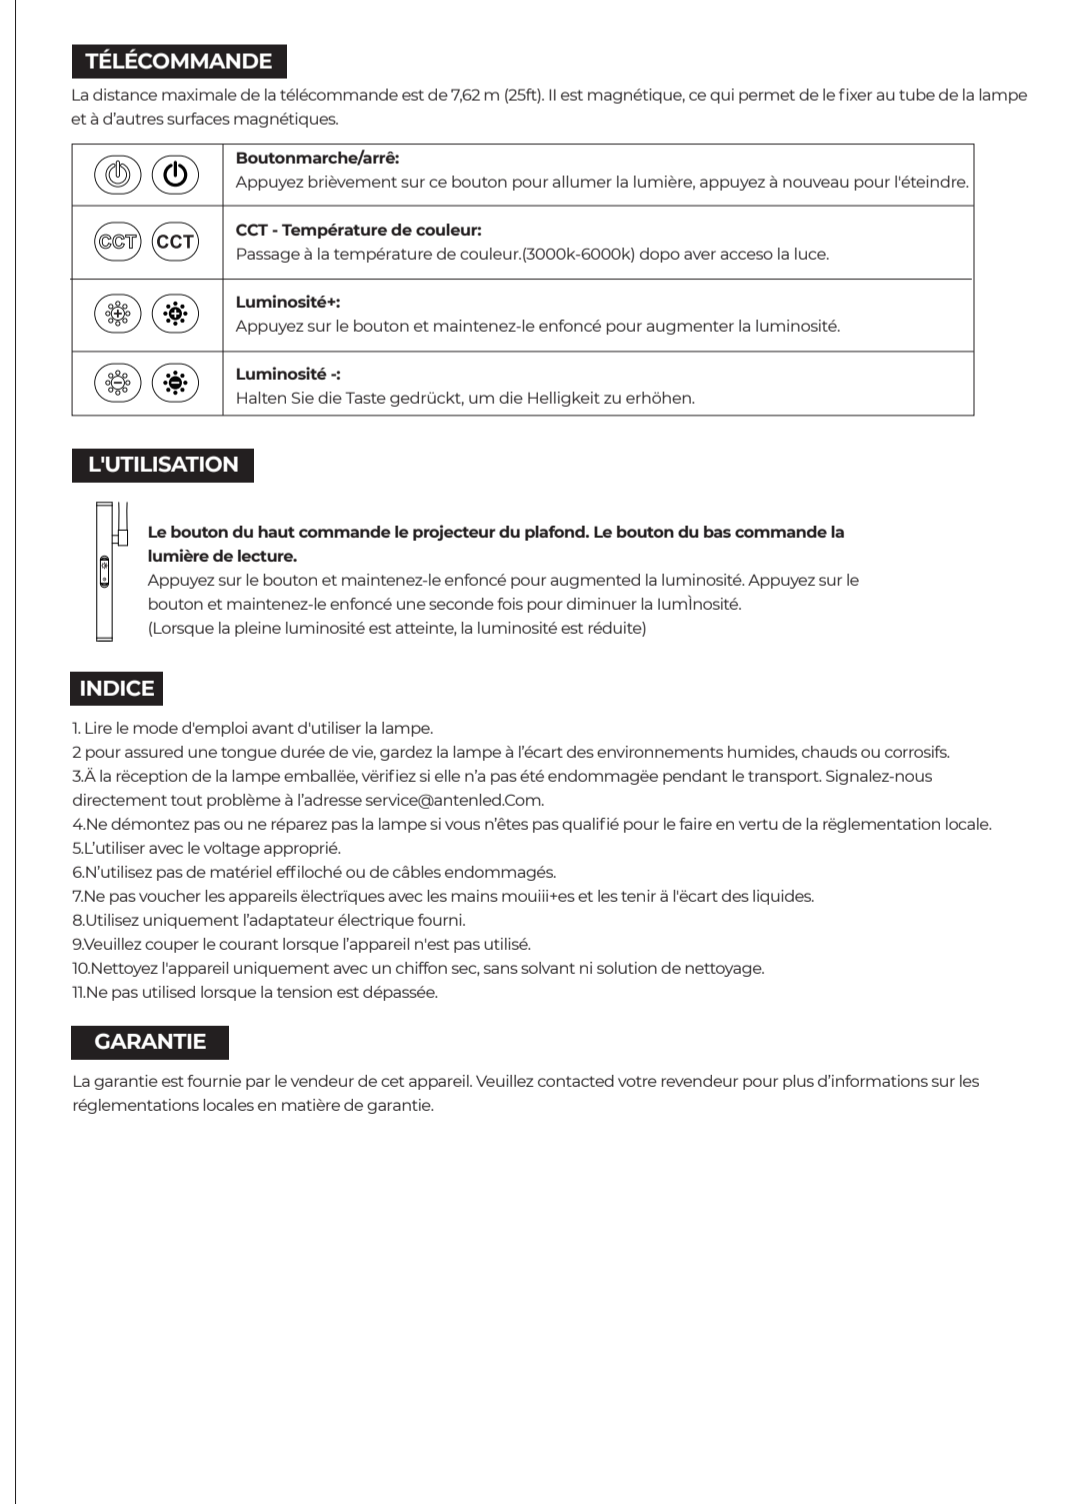 TÉLÉCOMMANDE
La distance maximale de la télécommande est de 7,62 m (25ft). II est magnétique, ce qui permet de le fixer au tube de la lampe
et à d’autres surfaces magnétiques.
Boutonmarche/arrê:
Appuyez brièvement sur ce bouton pour allumer la lumière, appuyez à nouveau pour l'éteindre.
CCT CCT
CCT - Température de couleur:
Passage à la température de couleur.(3000k-6000k) dopo aver acceso la luce.
Luminosité+:
Appuyez sur le bouton et maintenez-le enfoncé pour augmenter la luminosité.
Luminosité -:
Halten Sie die Taste gedrückt, um die Helligkeit zu erhöhen.
L'UTILISATION
Le bouton du haut commande le projecteur du plafond. Le bouton du bas commande la
lumière de lecture.
Appuyez sur le bouton et maintenez-le enfoncé pour augmented la luminosité. Appuyez sur le
bouton et maintenez-le enfoncé une seconde fois pour diminuer la IumÌnosité.
(Lorsque la pleine luminosité est atteinte, la luminosité est réduite)
INDICE
1. Lire le mode d'emploi avant d'utiliser la lampe.
2 pour assured une tongue durée de vie, gardez la lampe à l’écart des environnements humides, chauds ou corrosifs.
3.Ä la rëception de la lampe emballëe, vërifiez si elle n’a pas été endommagëe pendant le transport. Signalez-nous
directement tout problème à l’adresse service@antenled.Com.
4.Ne démontez pas ou ne réparez pas la lampe si vous n’êtes pas qualifié pour le faire en vertu de la rëglementation locale.
5.L’utiliser avec le voltage approprié.
6.N’utilisez pas de matériel effiloché ou de câbles endommagés.
7.Ne pas voucher les appareils ëlectrïques avec les mains mouiii+es et les tenir ä l'ëcart des liquides.
8.Utilisez uniquement l’adaptateur électrique fourni.
9.Veuillez couper le courant lorsque l’appareil n'est pas utilisé.
10.Nettoyez l'appareil uniquement avec un chiffon sec, sans solvant ni solution de nettoyage.
11.Ne pas utilised lorsque la tension est dépassée.
GARANTIE
La garantie est fournie par le vendeur de cet appareil. Veuillez contacted votre revendeur pour plus d’informations sur les
réglementations locales en matière de garantie.